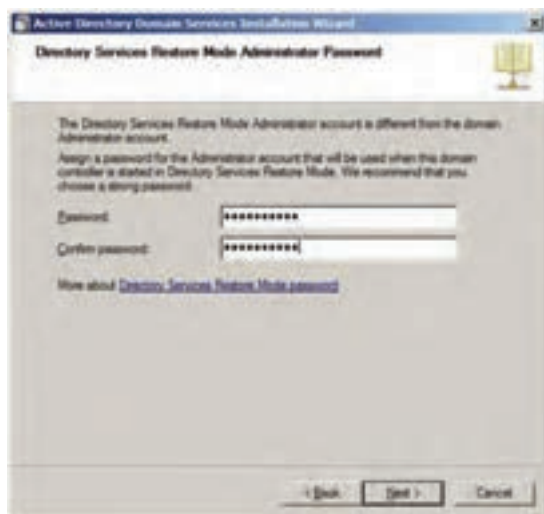 Active Directory Domain Services Installation Wizard
Directory Services Restore Mode Administrator Password
The Directory Services Restore Mode Administrator account is different from the domain
Administrator account.
Assign a password for the Administrator account that will be used when this domain
controller is started in Directory Services Restore Mode. We recommend that you
choose a strong password.
Password:
Confirm password:
More about Directory Services Restore Mode password
< Back
Next >
Cancel